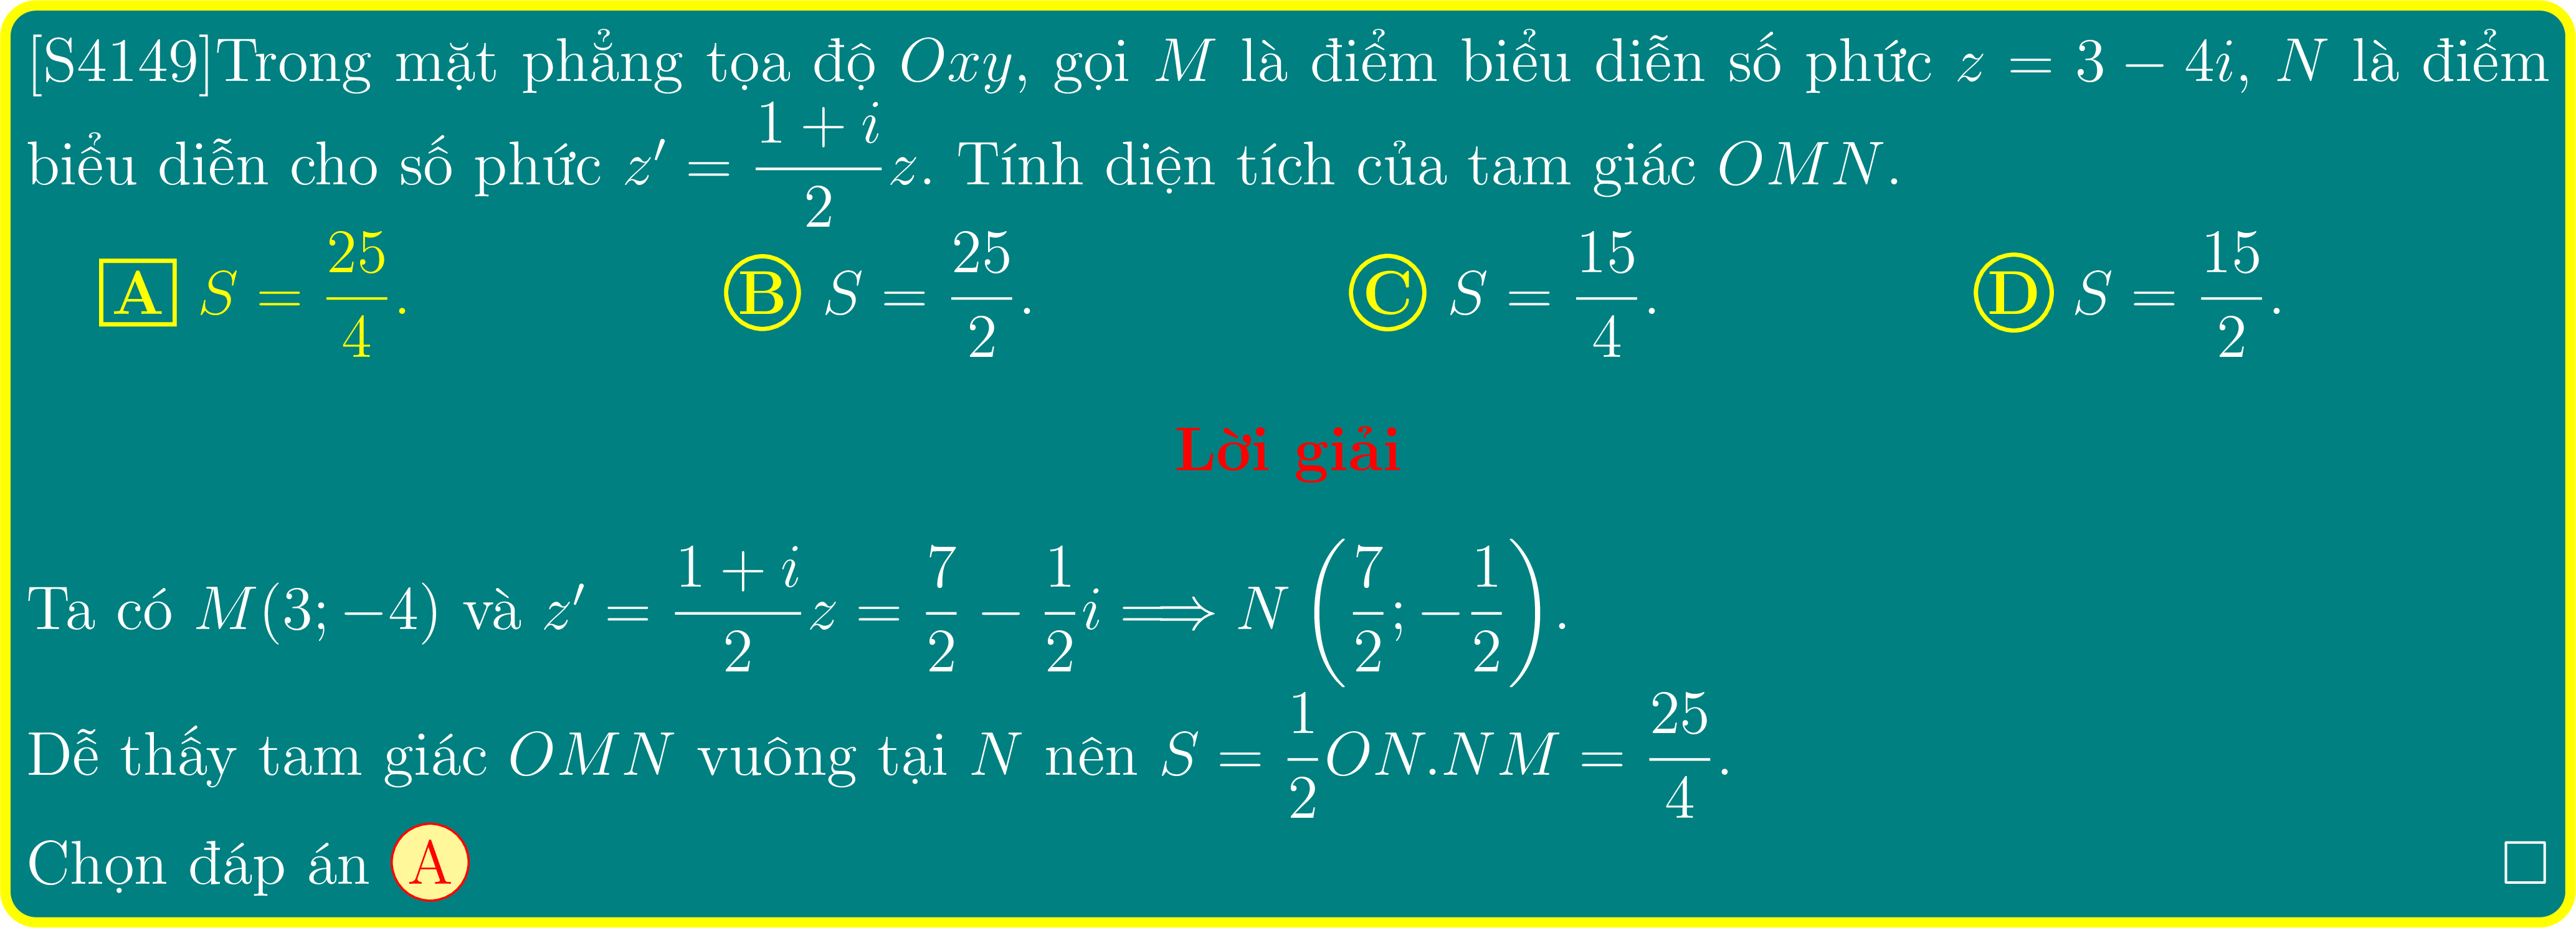 [S4149]Trong mặt phẳng tọa độ Oxy, gọi M là điểm biểu diễn số phức z = 3 − 4i, N là điểm
biểu diễn cho số phức z′ = \frac{1 + i}{2}z. Tính diện tích của tam giác OMN.
A S = \frac{25}{4}. B S = \frac{25}{2}. C S = \frac{15}{4}. D S = \frac{15}{2}.
Lời giải
Ta có M(3; −4) và z′ = \frac{1 + i}{2}z = \frac{7}{2} − \frac{1}{2}i ⟹ N (\frac{7}{2}; −\frac{1}{2}).
Dễ thấy tam giác OMN vuông tại N nên S = \frac{1}{2}ON.NM = \frac{25}{4}.
Chọn đáp án A □